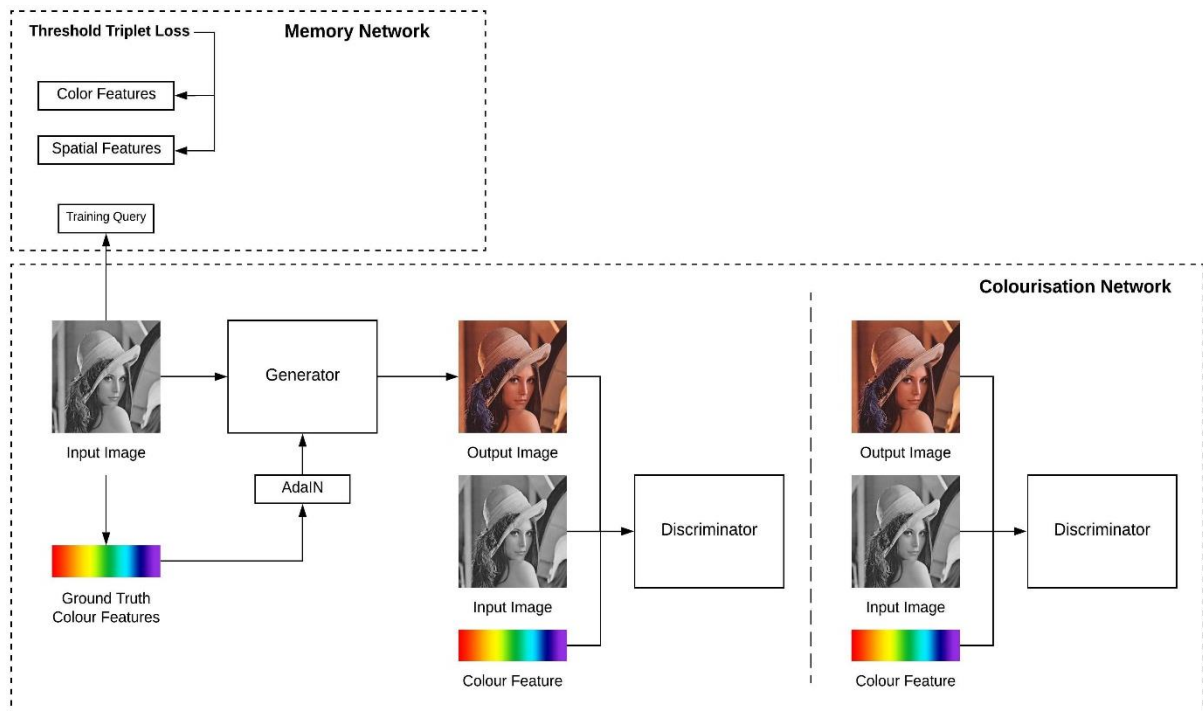 Threshold Triplet Loss
Memory Network
Color Features
Spatial Features
Training Query
Colourisation Network
Generator
Input Image
Output Image
Output Image
AdaIN
Discriminator
Discriminator
Ground Truth
Colour Features
Input Image
Input Image
Colour Feature
Colour Feature